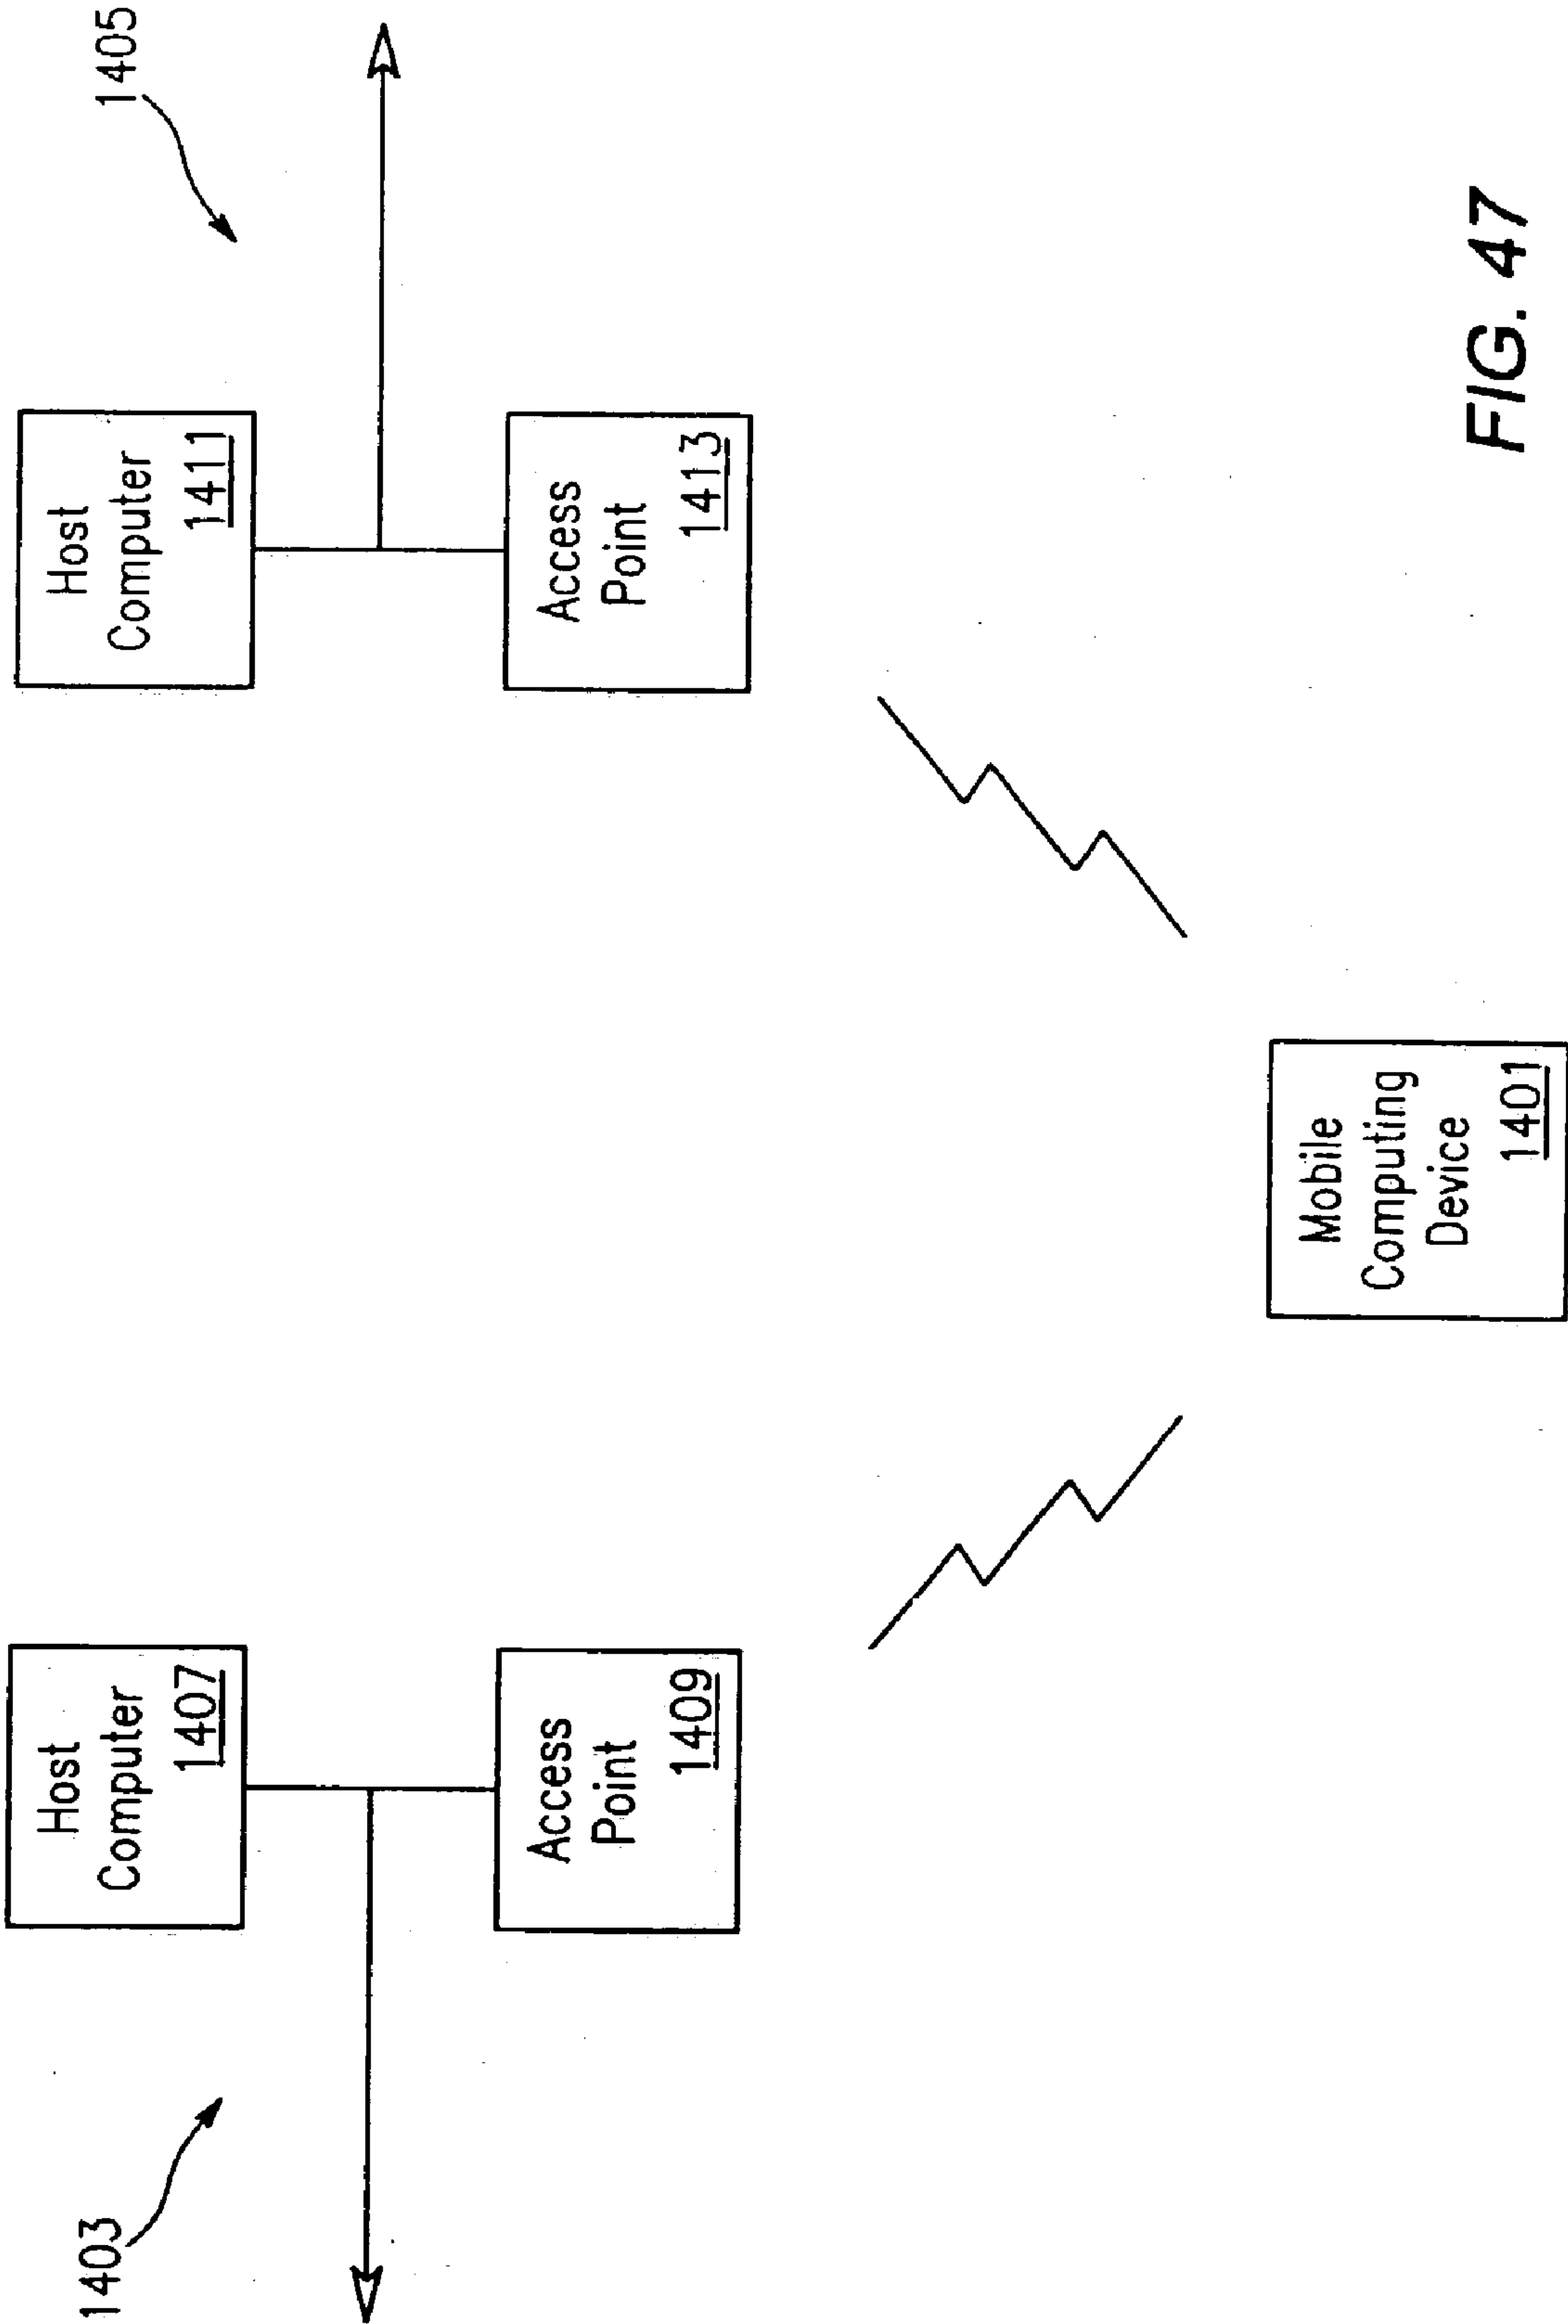 1403
1405
Host
Computer
1407
Host
Computer
1411
Access
Point
1409
Access
Point
1413
Mobile
Computing
Device
1401
FIG. 47